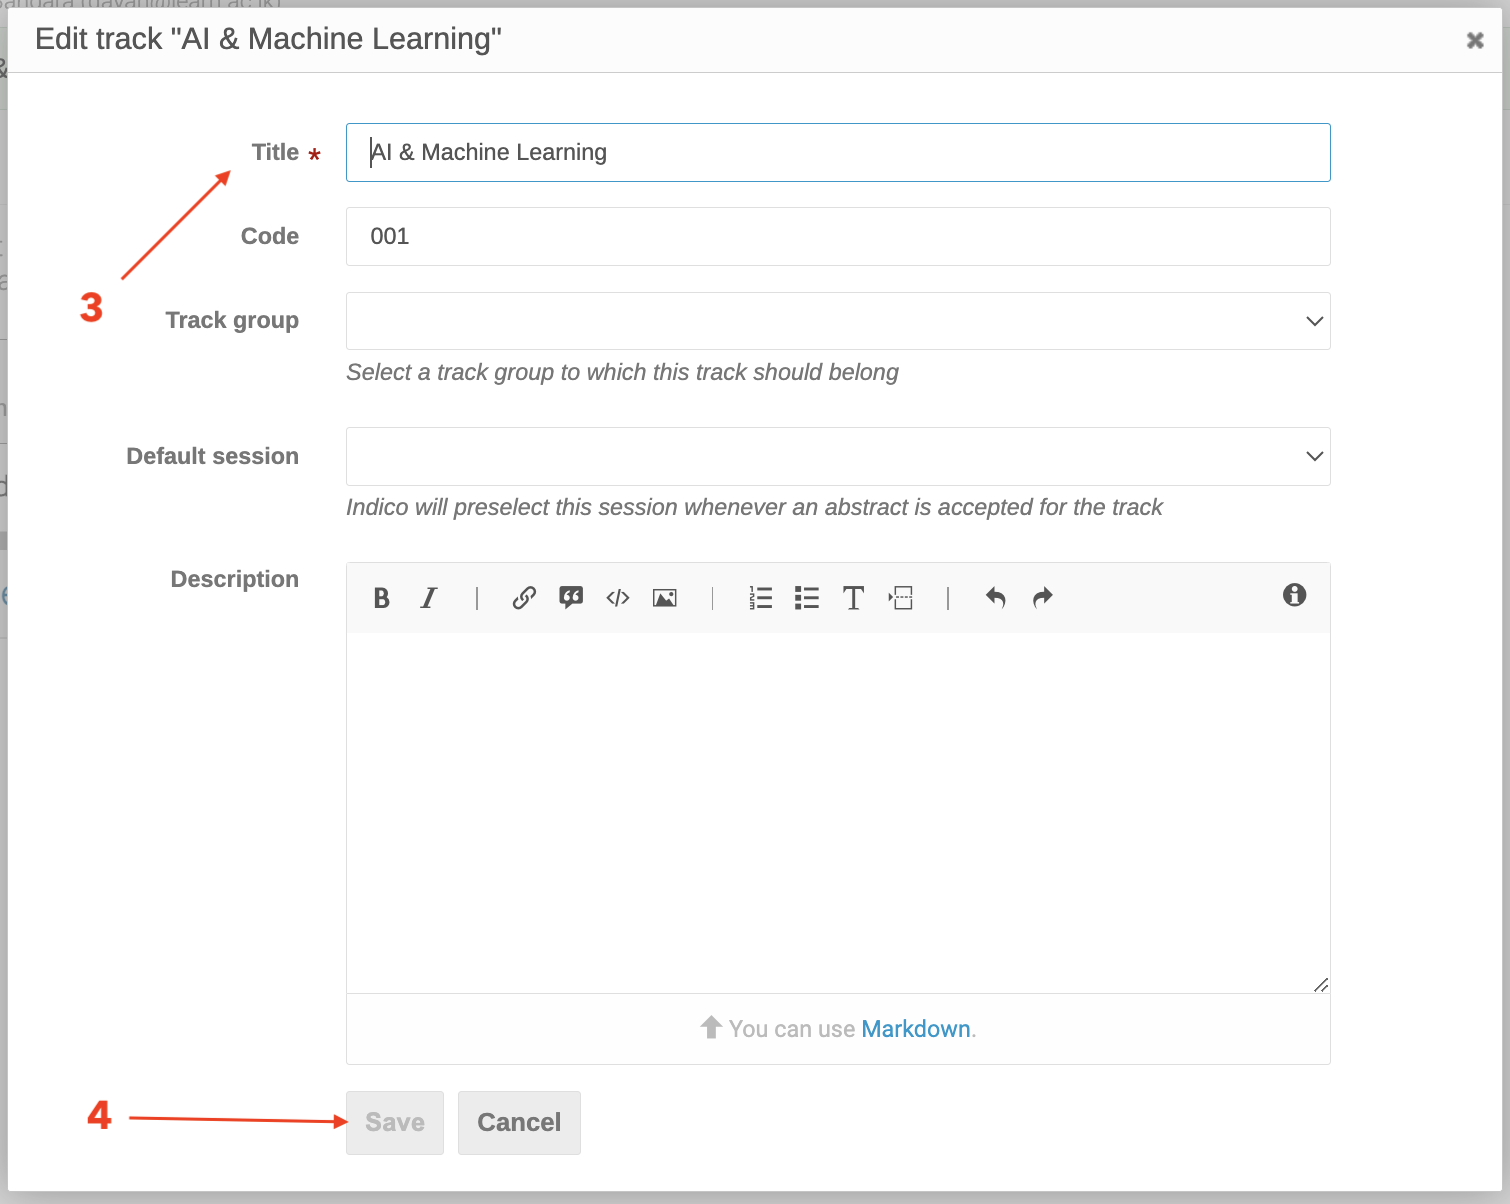 Edit track "AI & Machine Learning"
Title *
AI & Machine Learning
Code
001
3
Track group
Select a track group to which this track should belong
Default session
Indico will preselect this session whenever an abstract is accepted for the track
Description
B I | </> | T |
You can use Markdown.
4
Save
Cancel